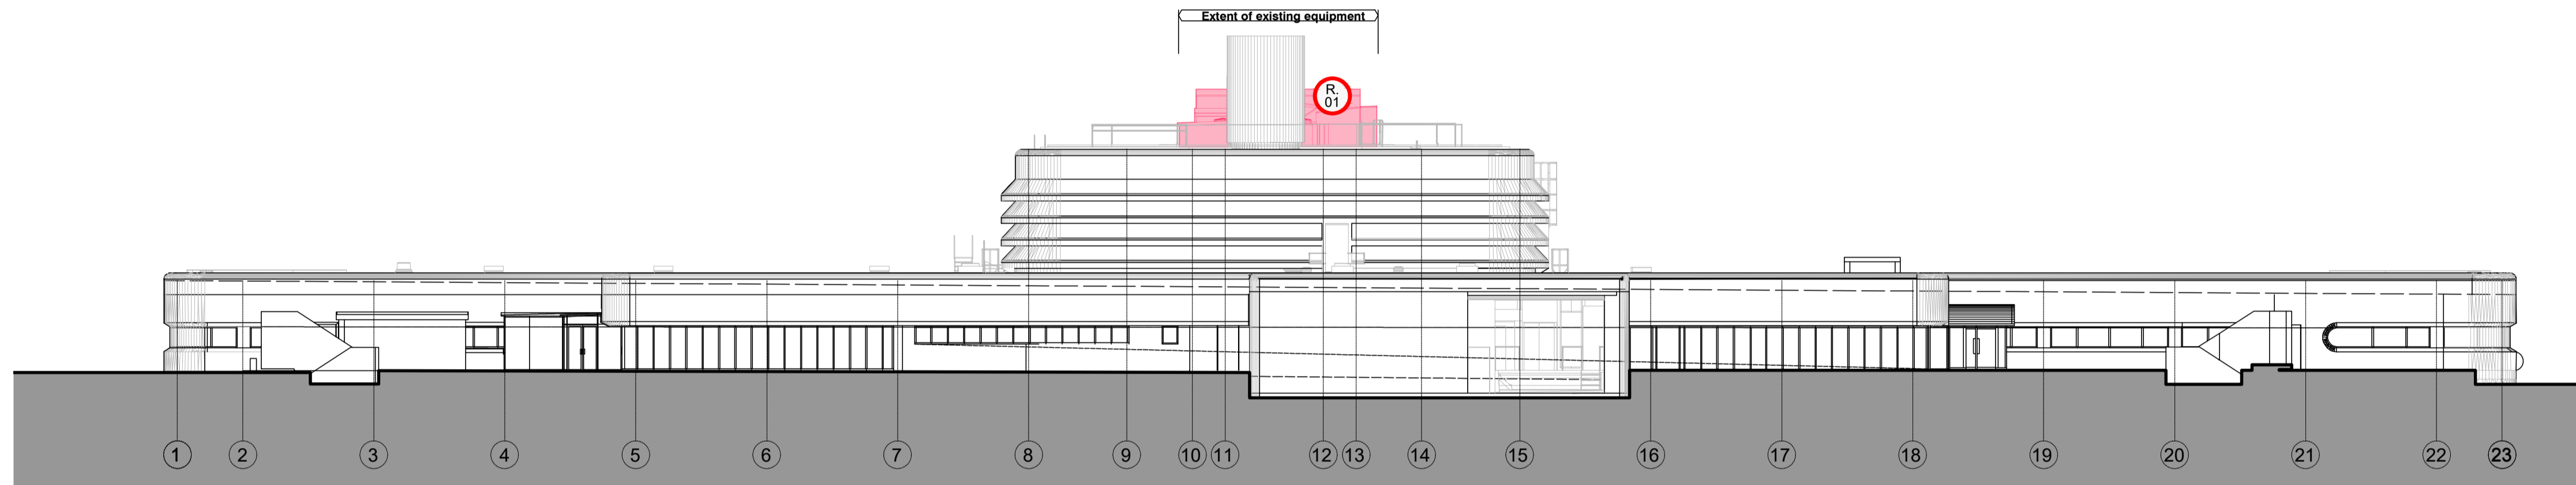 Extent of existing equipment
R.
01
1 2 3 4 5 6 7 8 9 10 11 12 13 14 15 16 17 18 19 20 21 22 23